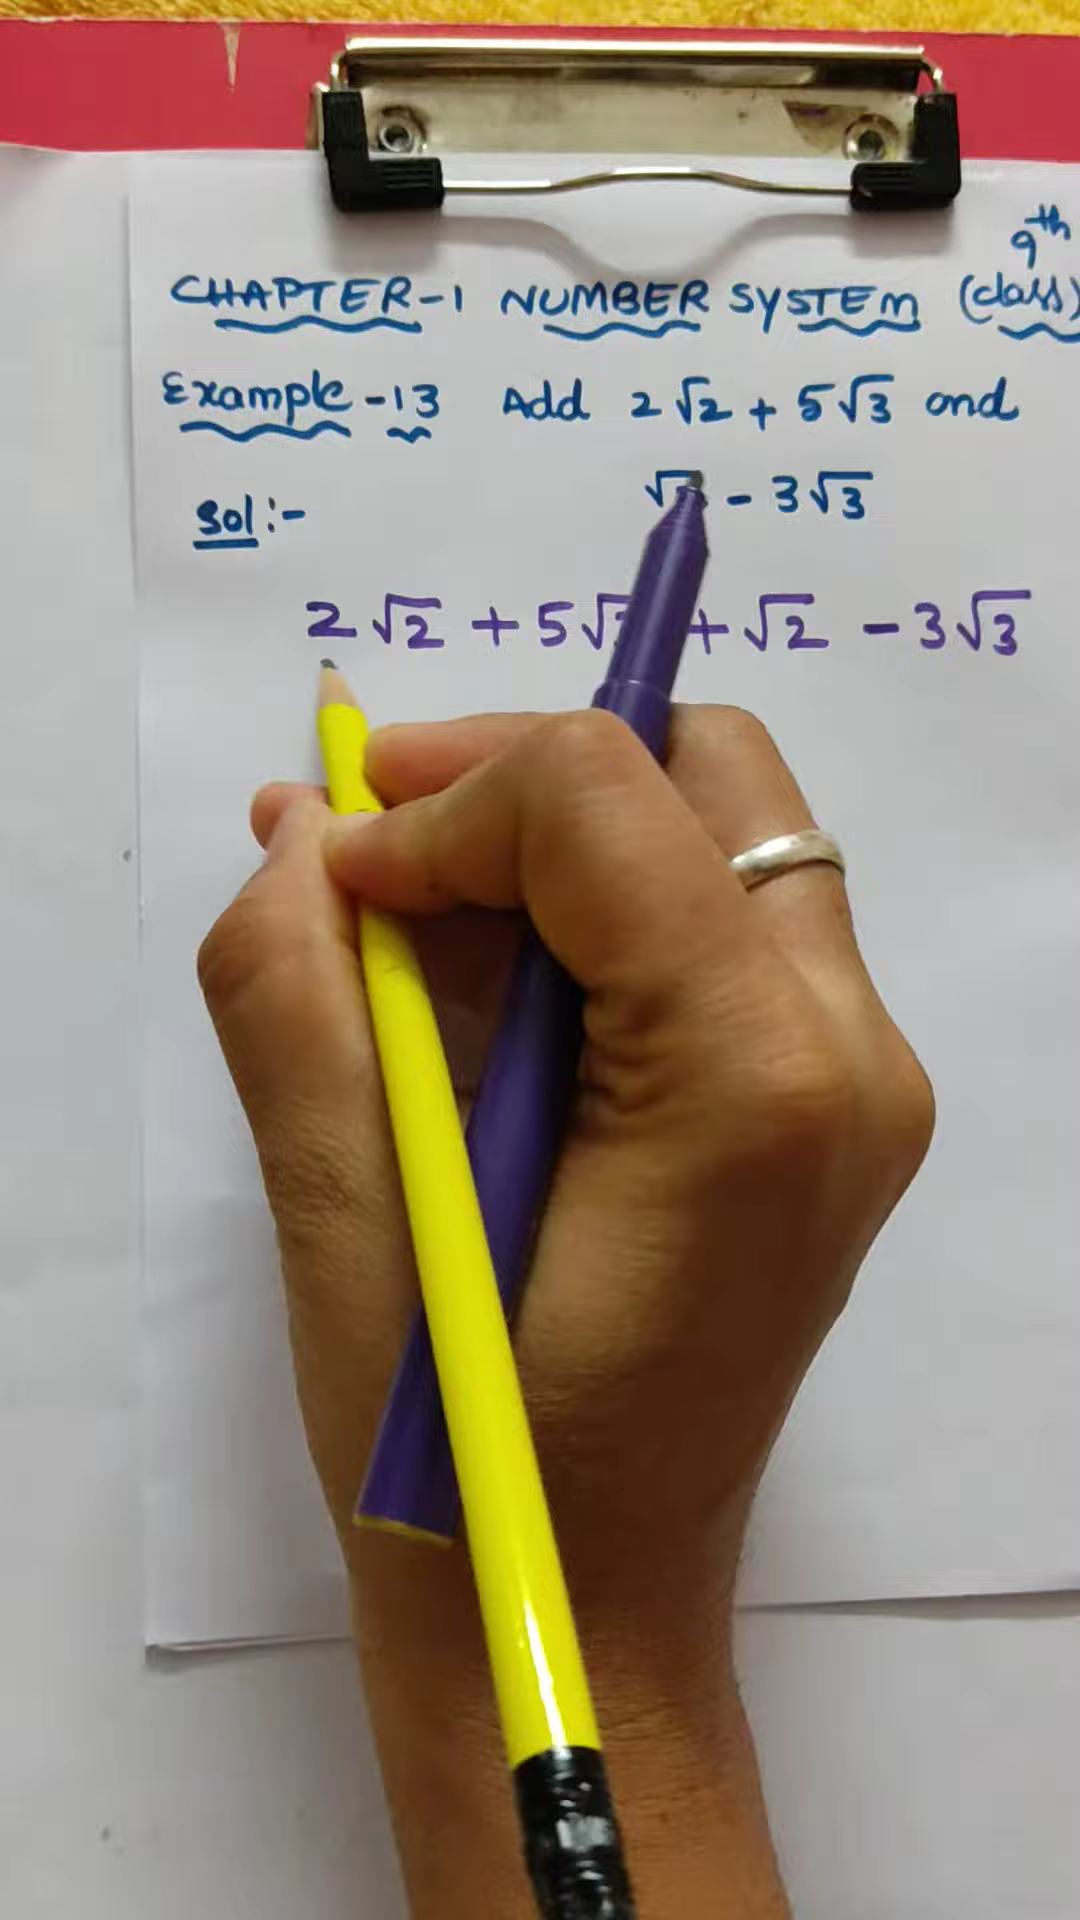 9th
CHAPTER-1 NUMBER SYSTEM (class)
Example-13 Add 2√2 + 5√3 and
√ - 3√3
Sol:-
2√2 + 5√ + √2 - 3√3